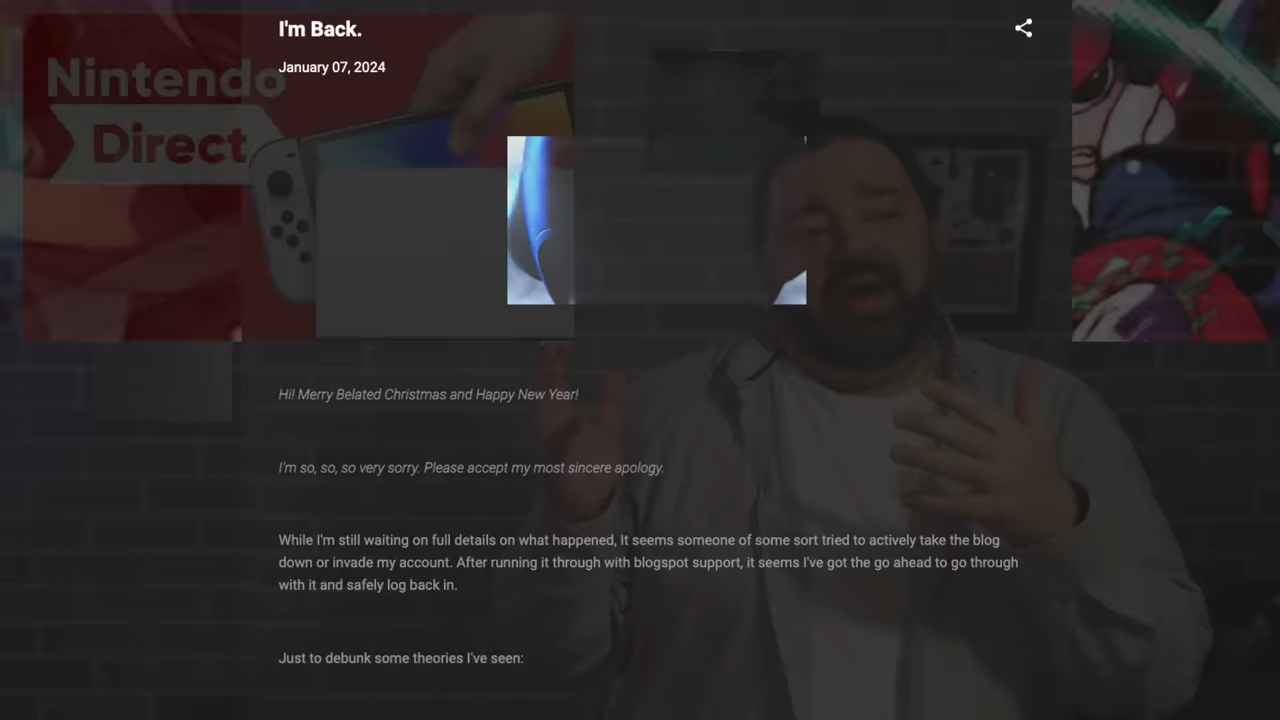 I'm Back.
January 07, 2024
Nintendo
Direct
Hi! Merry Belated Christmas and Happy New Year!
I'm so, so, so very sorry. Please accept my most sincere apology.
While I'm still waiting on full details on what happened, It seems someone of some sort tried to actively take the blog
down or invade my account. After running it through with blogspot support, it seems I've got the go ahead to go through
with it and safely log back in.
Just to debunk some theories I've seen: